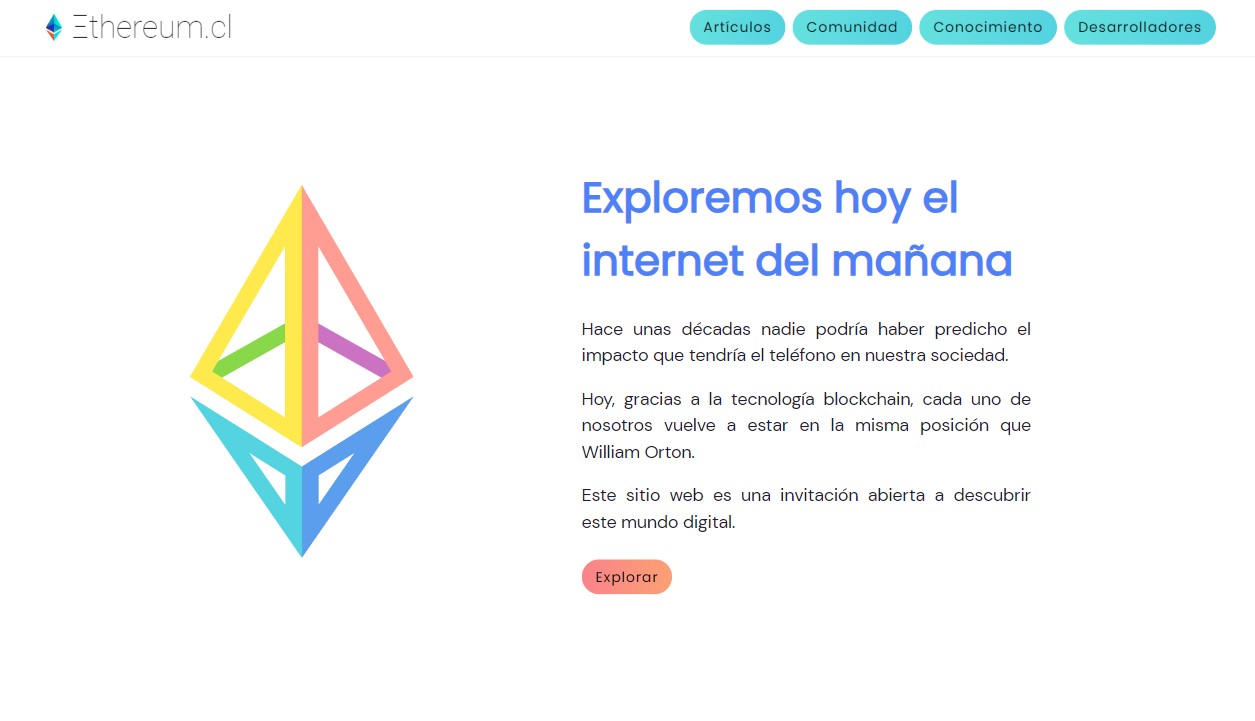 Ξthereum.cl
Artículos
Comunidad
Conocimiento
Desarrolladores
Exploremos hoy el
internet del mañana
Hace unas décadas nadie podría haber predicho el
impacto que tendría el teléfono en nuestra sociedad.
Hoy, gracias a la tecnología blockchain, cada uno de
nosotros vuelve a estar en la misma posición que
William Orton.
Este sitio web es una invitación abierta a descubrir
este mundo digital.
Explorar